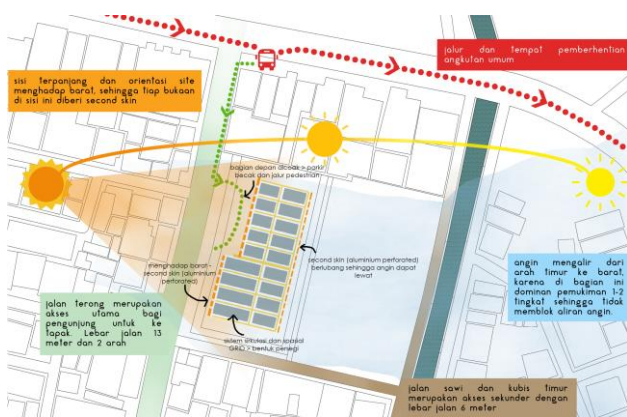 jalur dan tempat pemberhentian
angkutan umum
sisi terpanjang dan orientasi site
menghadap barat, sehingga tiap bukaan
di sisi ini diberi second skin
bagian depan diceak > parkir
becak dan jalur pedestrian
menghadap barat -
second skin (aluminium
perforated)
second skin (aluminium perforated)
berlubang sehingga angin dapat
lewat
angin mengalir dari
arah timur ke barat,
karena di bagian ini
dominan pemukiman 1-2
tingkat sehingga tidak
memblok aliran angin.
jalan terong merupakan
akses utama bagi
pengunjung untuk ke
tapak. Lebar jalan 13
meter dan 2 arah
sistem sirkulasi dan
GRID > bentuk persegi
jalan sawi dan kubis timur
merupakan akses sekunder dengan
lebar jalan 6 meter